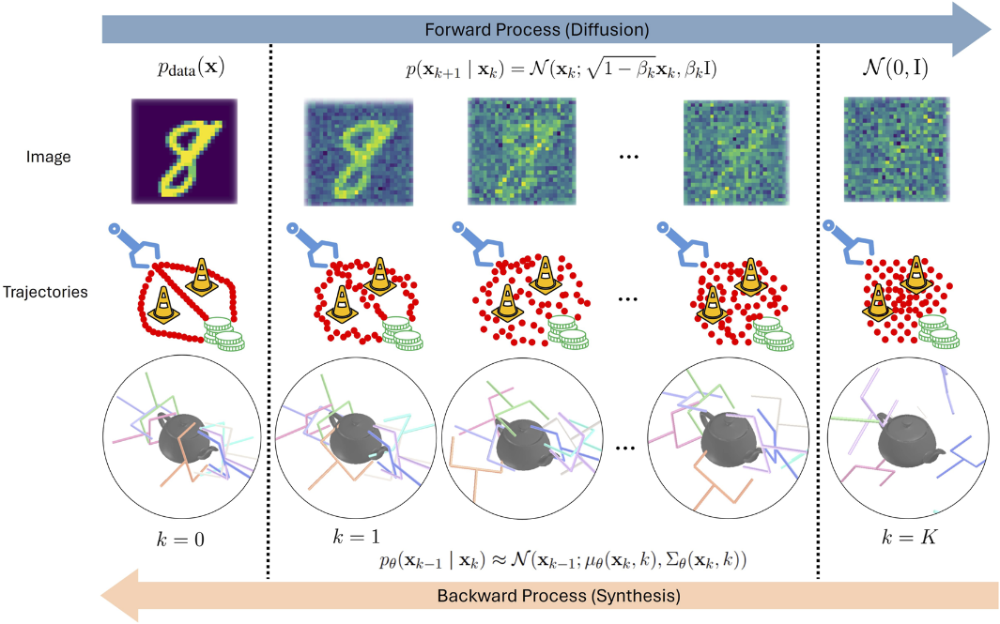 Forward Process (Diffusion)
p_data(x)
p(x_{k+1} | x_k) = 𝒩(x_k; √(1 − β_k)x_k, β_kI)
𝒩(0, I)
Image
...
Trajectories
...
...
k = 0
k = 1
k = K
p_θ(x_{k−1} | x_k) ≈ 𝒩(x_{k−1}; μ_θ(x_k, k), Σ_θ(x_k, k))
Backward Process (Synthesis)